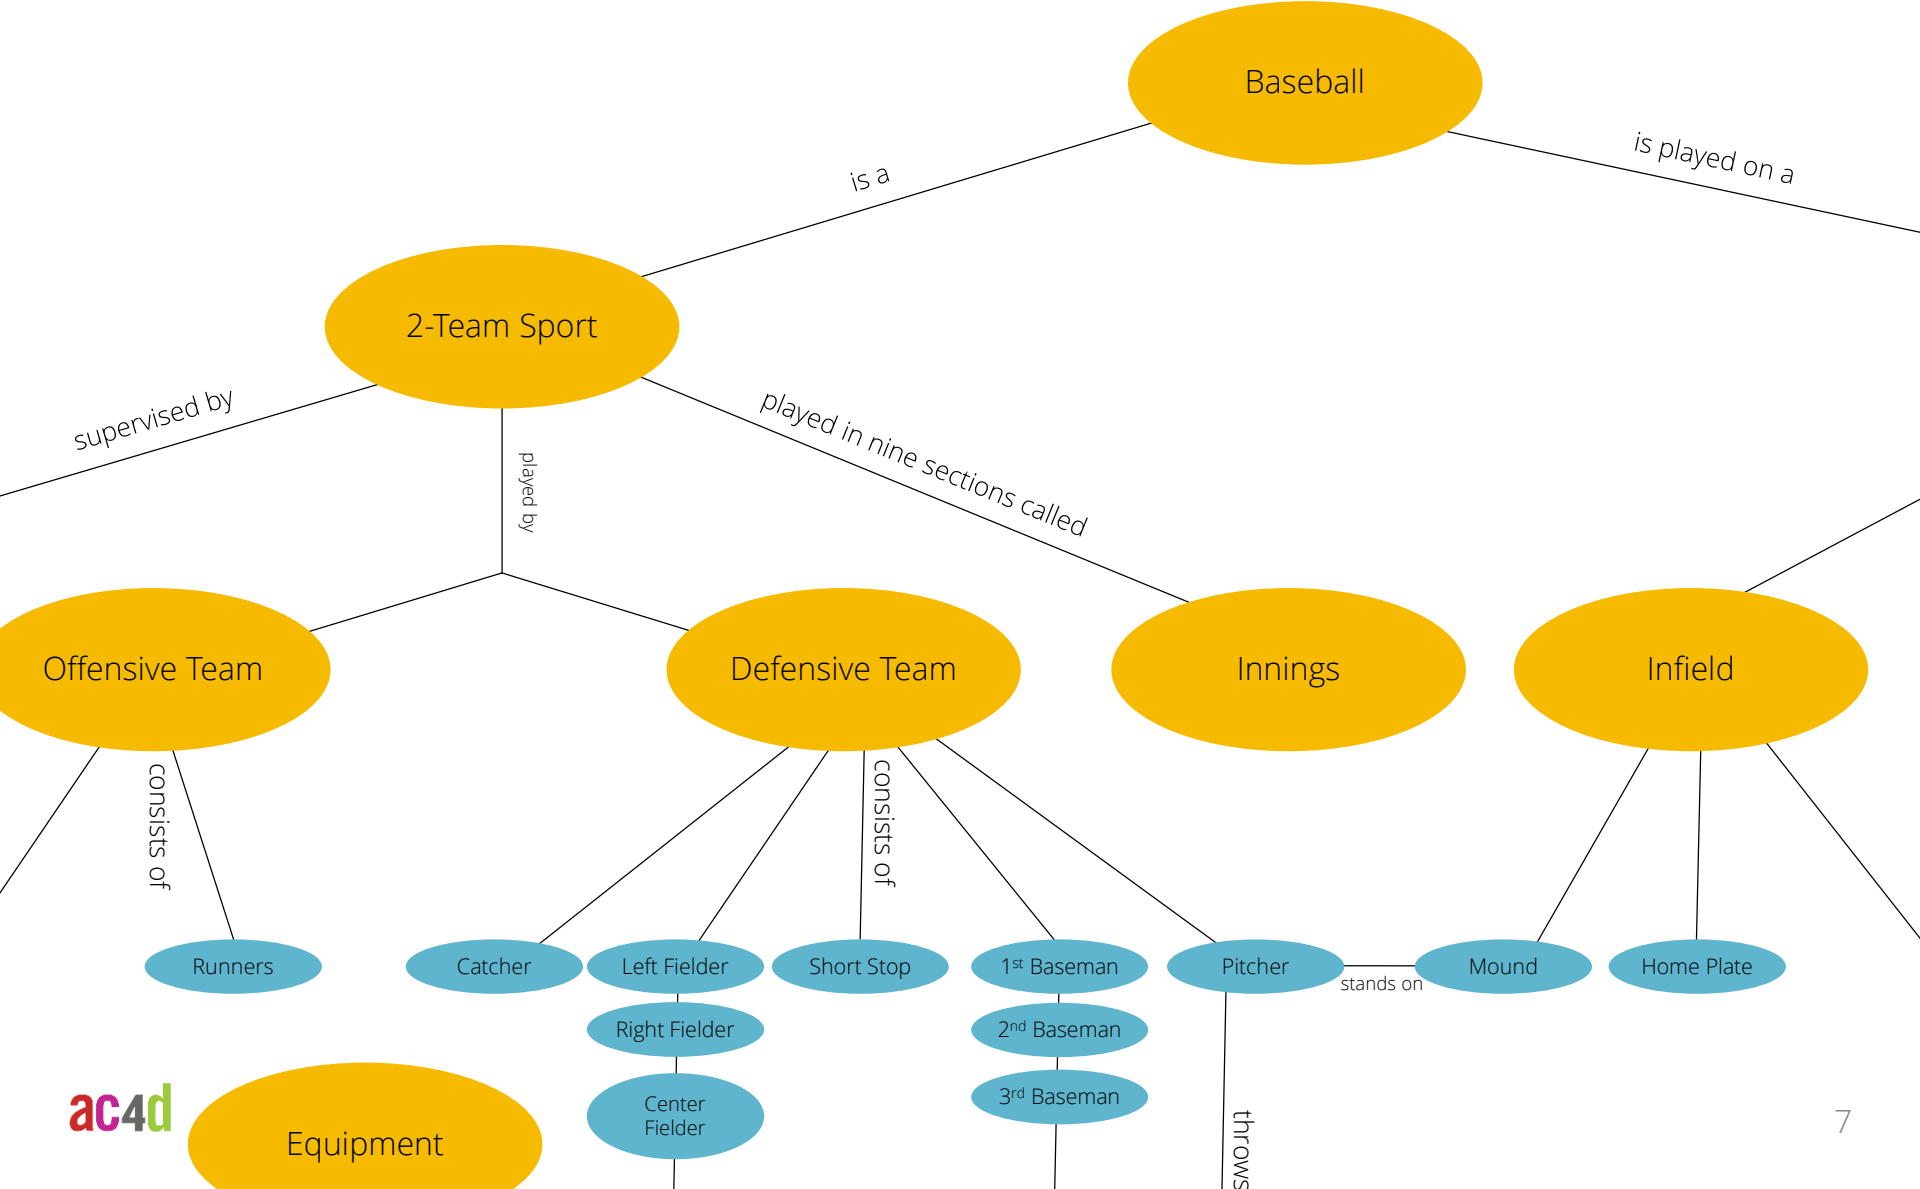 Baseball
is a
is played on a
2-Team Sport
supervised by
played by
played in nine sections called
Offensive Team
Defensive Team
Innings
Infield
consists of
consists of
Runners
Catcher
Left Fielder
Short Stop
1st Baseman
Pitcher
stands on
Mound
Home Plate
Right Fielder
2nd Baseman
Center
Fielder
3rd Baseman
throws
ac4d
Equipment
7